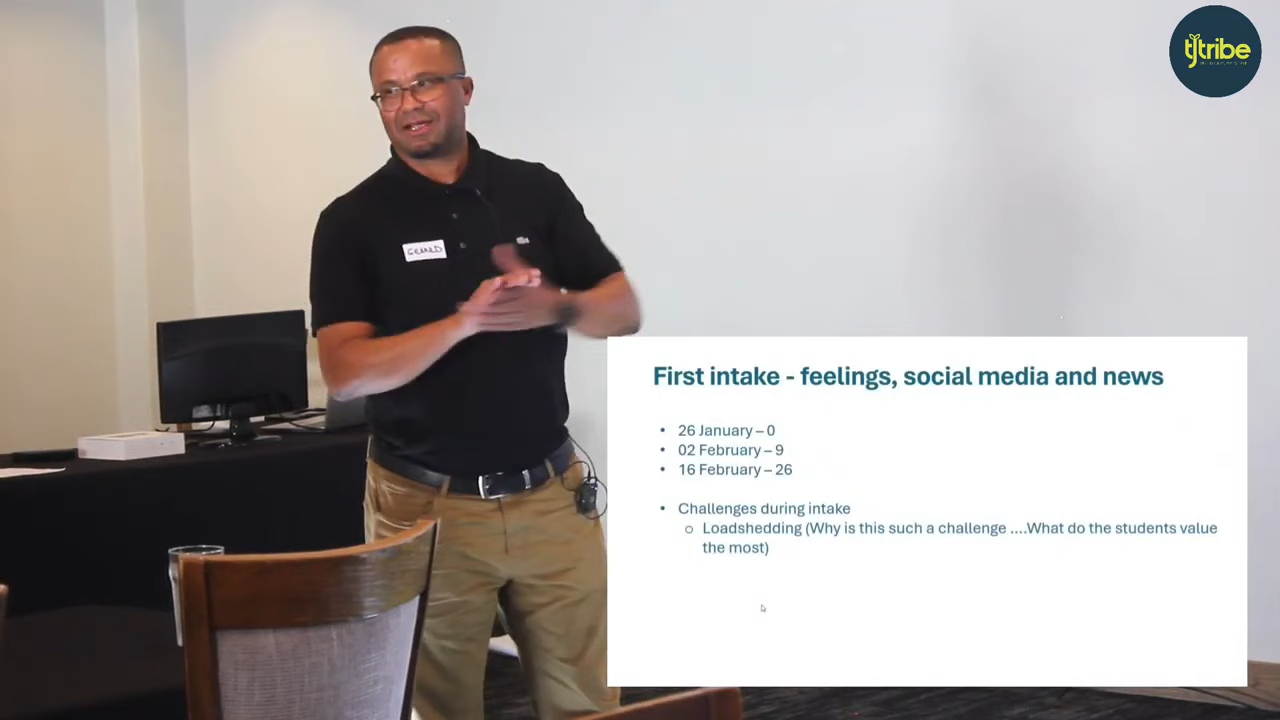 tjtribe
GERARD
First intake - feelings, social media and news
• 26 January – 0
• 02 February – 9
• 16 February – 26
• Challenges during intake
o Loadshedding (Why is this such a challenge ....What do the students value
the most)